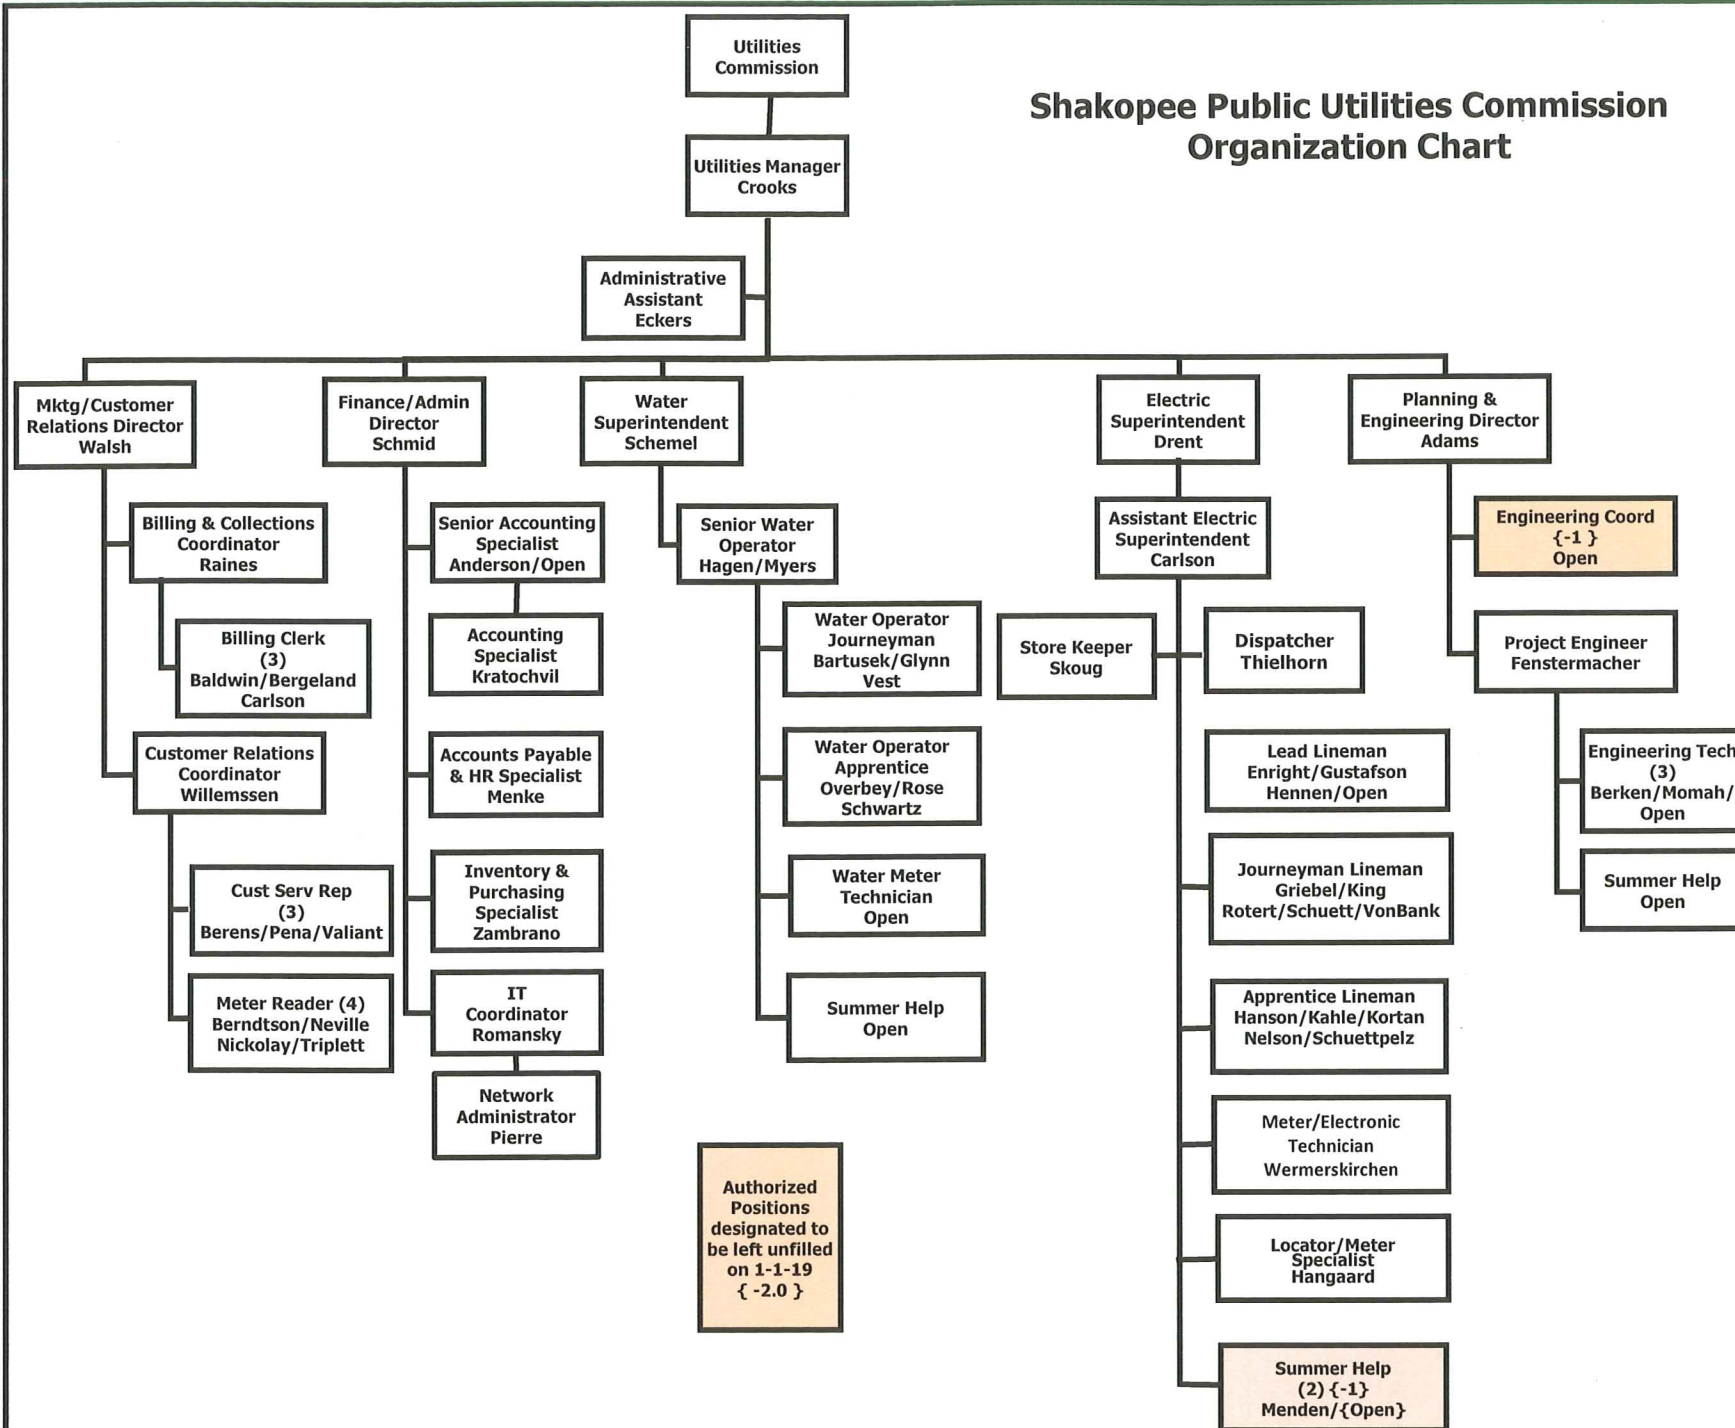 Utilities
Commission
Shakopee Public Utilities Commission
Organization Chart
Utilities Manager
Crooks
Administrative
Assistant
Eckers
Mktg/Customer
Relations Director
Walsh
Finance/Admin
Director
Schmid
Water
Superintendent
Schemel
Electric
Superintendent
Drent
Planning &
Engineering Director
Adams
Billing & Collections
Coordinator
Raines
Billing Clerk
(3)
Baldwin/Bergeland
Carlson
Customer Relations
Coordinator
Willemssen
Cust Serv Rep
(3)
Berens/Pena/Valiant
Meter Reader (4)
Berndtson/Neville
Nickolay/Triplett
Senior Accounting
Specialist
Anderson/Open
Accounting
Specialist
Kratochvil
Accounts Payable
& HR Specialist
Menke
Inventory &
Purchasing
Specialist
Zambrano
IT
Coordinator
Romansky
Network
Administrator
Pierre
Senior Water
Operator
Hagen/Myers
Water Operator
Journeyman
Bartusek/Glynn
Vest
Water Operator
Apprentice
Overbey/Rose
Schwartz
Water Meter
Technician
Open
Summer Help
Open
Authorized
Positions
designated to
be left unfilled
on 1-1-19
{ -2.0 }
Assistant Electric
Superintendent
Carlson
Store Keeper
Skoug
Dispatcher
Thielhorn
Lead Lineman
Enright/Gustafson
Hennen/Open
Journeyman Lineman
Griebel/King
Rotert/Schuett/VonBank
Apprentice Lineman
Hanson/Kahle/Kortan
Nelson/Schuettpelz
Meter/Electronic
Technician
Wermerskirchen
Locator/Meter
Specialist
Hangaard
Summer Help
(2) {-1}
Menden/{Open}
Engineering Coord
{-1 }
Open
Project Engineer
Fenstermacher
Engineering Tech
(3)
Berken/Momah/
Open
Summer Help
Open